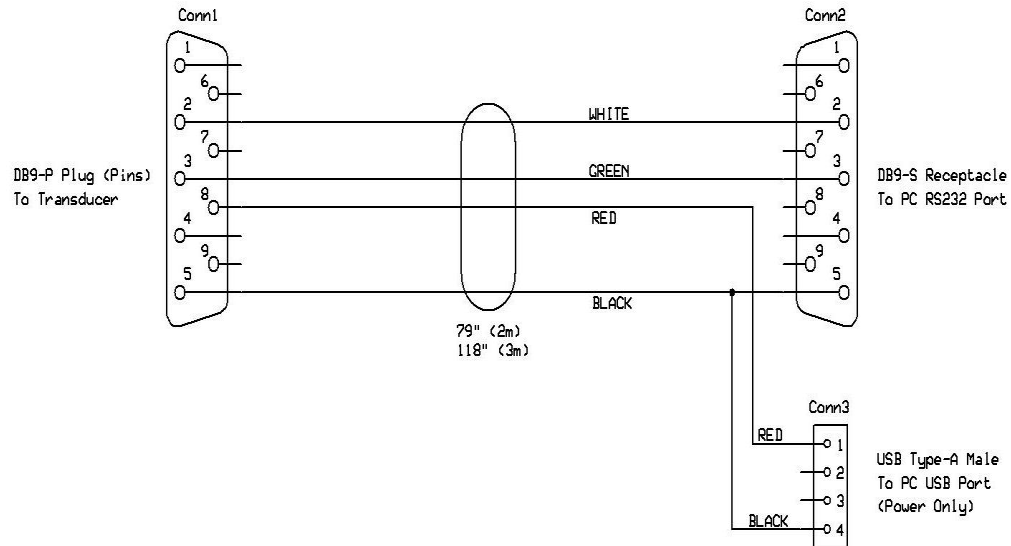 Conn1
Conn2
1
6
2
7
3
8
4
9
5
1
6
2
7
3
8
4
9
5
WHITE
GREEN
RED
BLACK
DB9-P Plug (Pins)
To Transducer
DB9-S Receptacle
To PC RS232 Port
79" (2m)
118" (3m)
Conn3
RED
1
2
3
BLACK
4
USB Type-A Male
To PC USB Port
(Power Only)